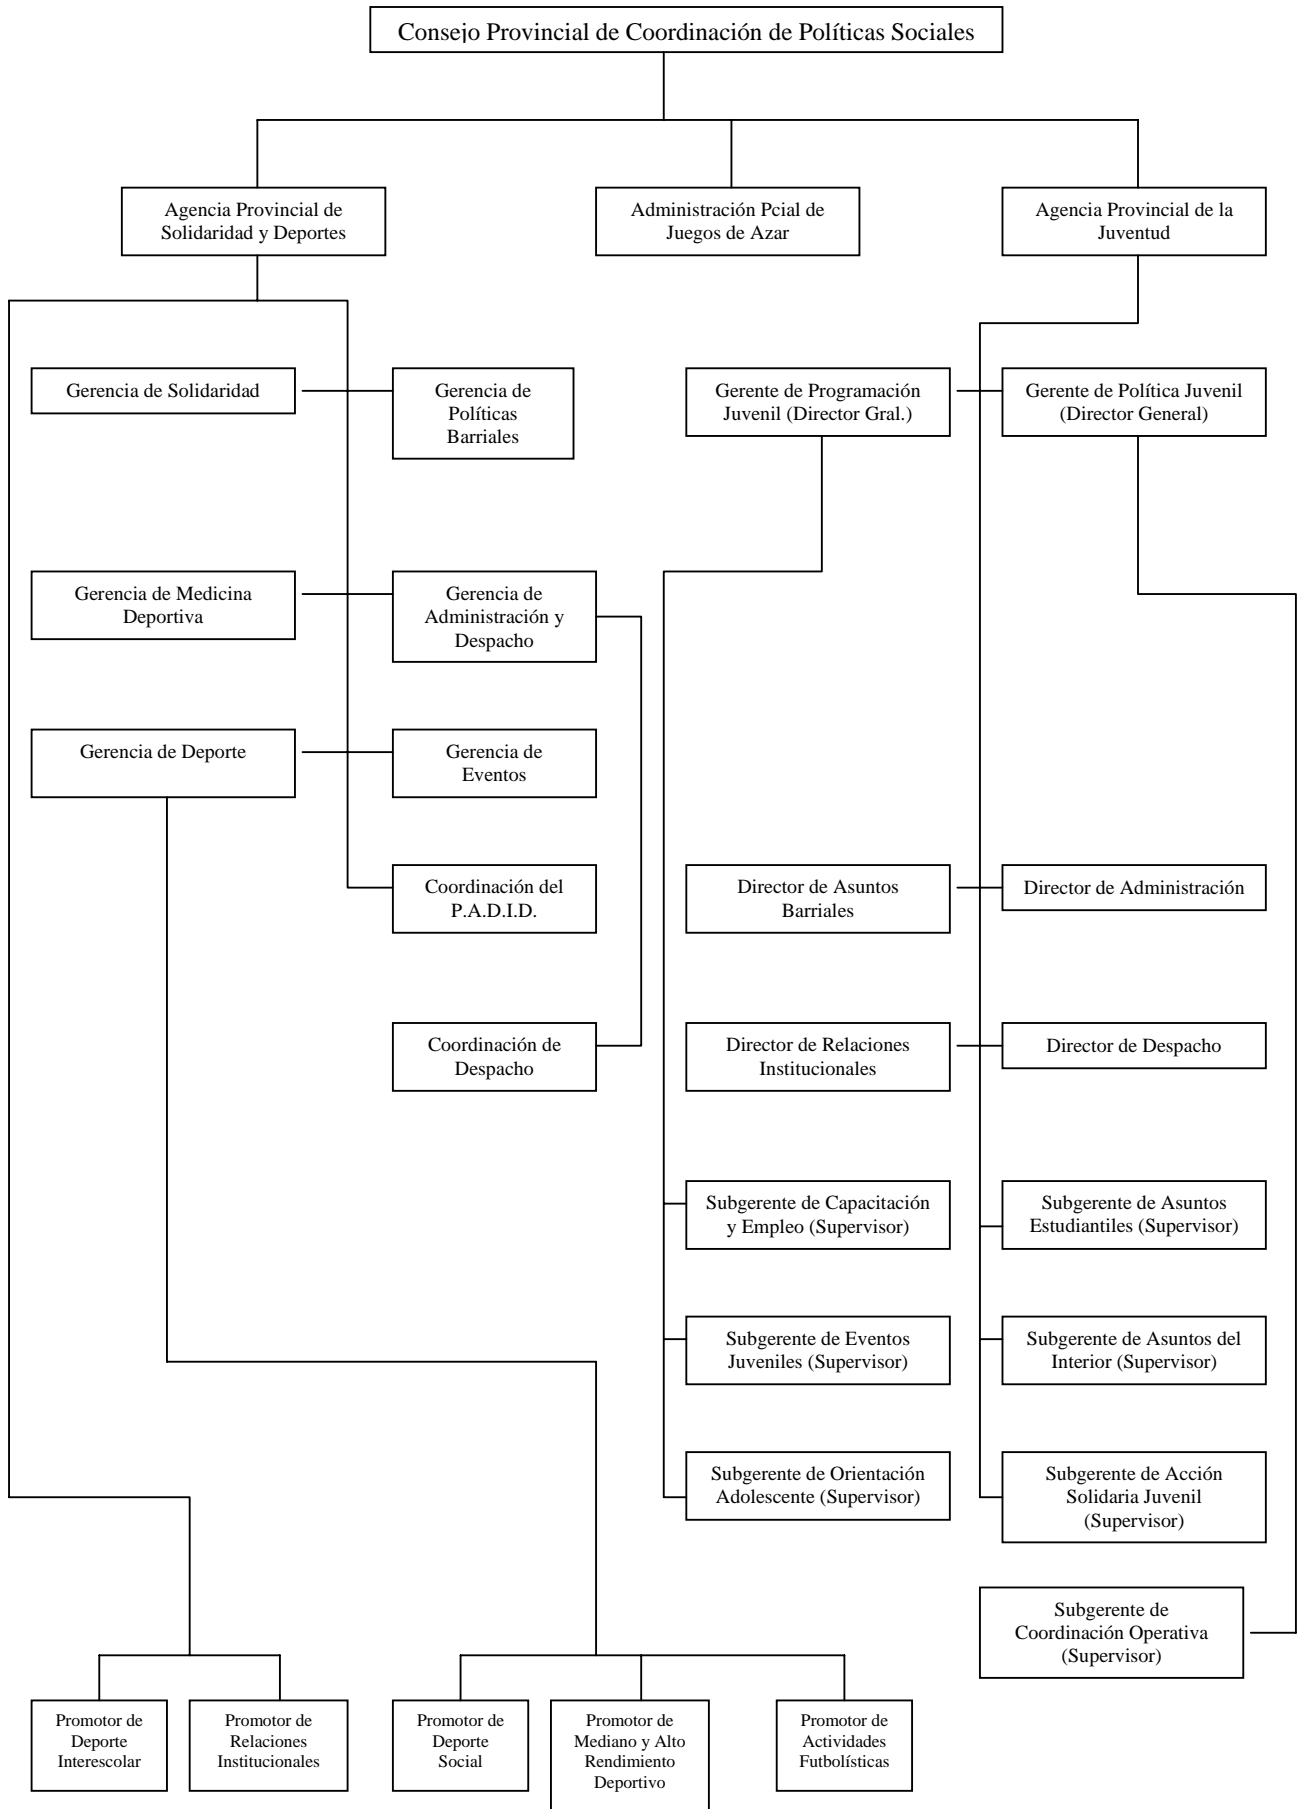 Consejo Provincial de Coordinación de Políticas Sociales
Agencia Provincial de
Solidaridad y Deportes
Administración Pcial de
Juegos de Azar
Agencia Provincial de la
Juventud
Gerencia de Solidaridad
Gerencia de
Políticas
Barriales
Gerente de Programación
Juvenil (Director Gral.)
Gerente de Política Juvenil
(Director General)
Gerencia de Medicina
Deportiva
Gerencia de
Administración y
Despacho
Gerencia de Deporte
Gerencia de
Eventos
Coordinación del
P.A.D.I.D.
Director de Asuntos
Barriales
Director de Administración
Coordinación de
Despacho
Director de Relaciones
Institucionales
Director de Despacho
Subgerente de Capacitación
y Empleo (Supervisor)
Subgerente de Asuntos
Estudiantiles (Supervisor)
Subgerente de Eventos
Juveniles (Supervisor)
Subgerente de Asuntos del
Interior (Supervisor)
Subgerente de Orientación
Adolescente (Supervisor)
Subgerente de Acción
Solidaria Juvenil
(Supervisor)
Subgerente de
Coordinación Operativa
(Supervisor)
Promotor de
Deporte
Interescolar
Promotor de
Relaciones
Institucionales
Promotor de
Deporte
Social
Promotor de
Mediano y Alto
Rendimiento
Deportivo
Promotor de
Actividades
Futbolísticas